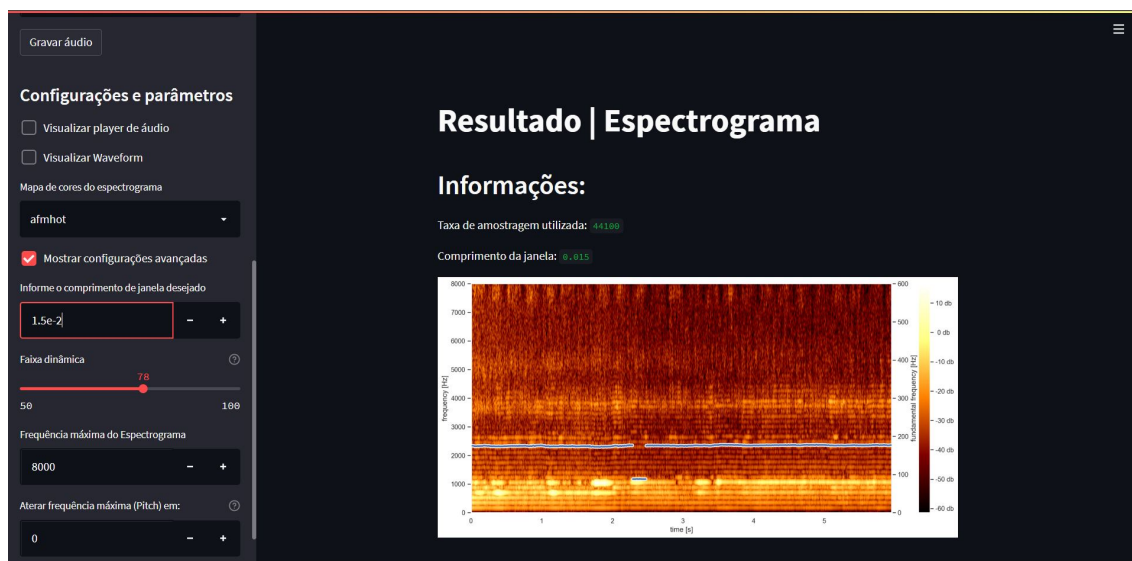 Gravar áudio
Configurações e parâmetros
Visualizar player de áudio
Visualizar Waveform
Mapa de cores do espectrograma
afmhot
Mostrar configurações avançadas
Informe o comprimento de janela desejado
1.5e-2
- +
Faixa dinâmica
78
50 100
Frequência máxima do Espectrograma
8000
- +
Aterar frequência máxima (Pitch) em:
0
- +
Resultado | Espectrograma
Informações:
Taxa de amostragem utilizada: 44100
Comprimento da janela: 0.015
8000
7000
6000
5000
4000
3000
2000
1000
0
frequency [Hz]
0 1 2 3 4 5
time [s]
600
500
400
300
200
100
0
fundamental frequency [Hz]
10 db
0 db
-10 db
-20 db
-30 db
-40 db
-50 db
-60 db